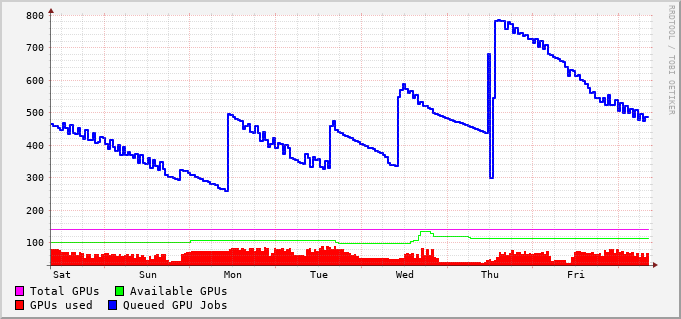 800
700
600
500
400
300
200
100
Sat Sun Mon Tue Wed Thu Fri
Total GPUs Available GPUs
GPUs used Queued GPU Jobs
RRDTOOL / TOBI OETIKER